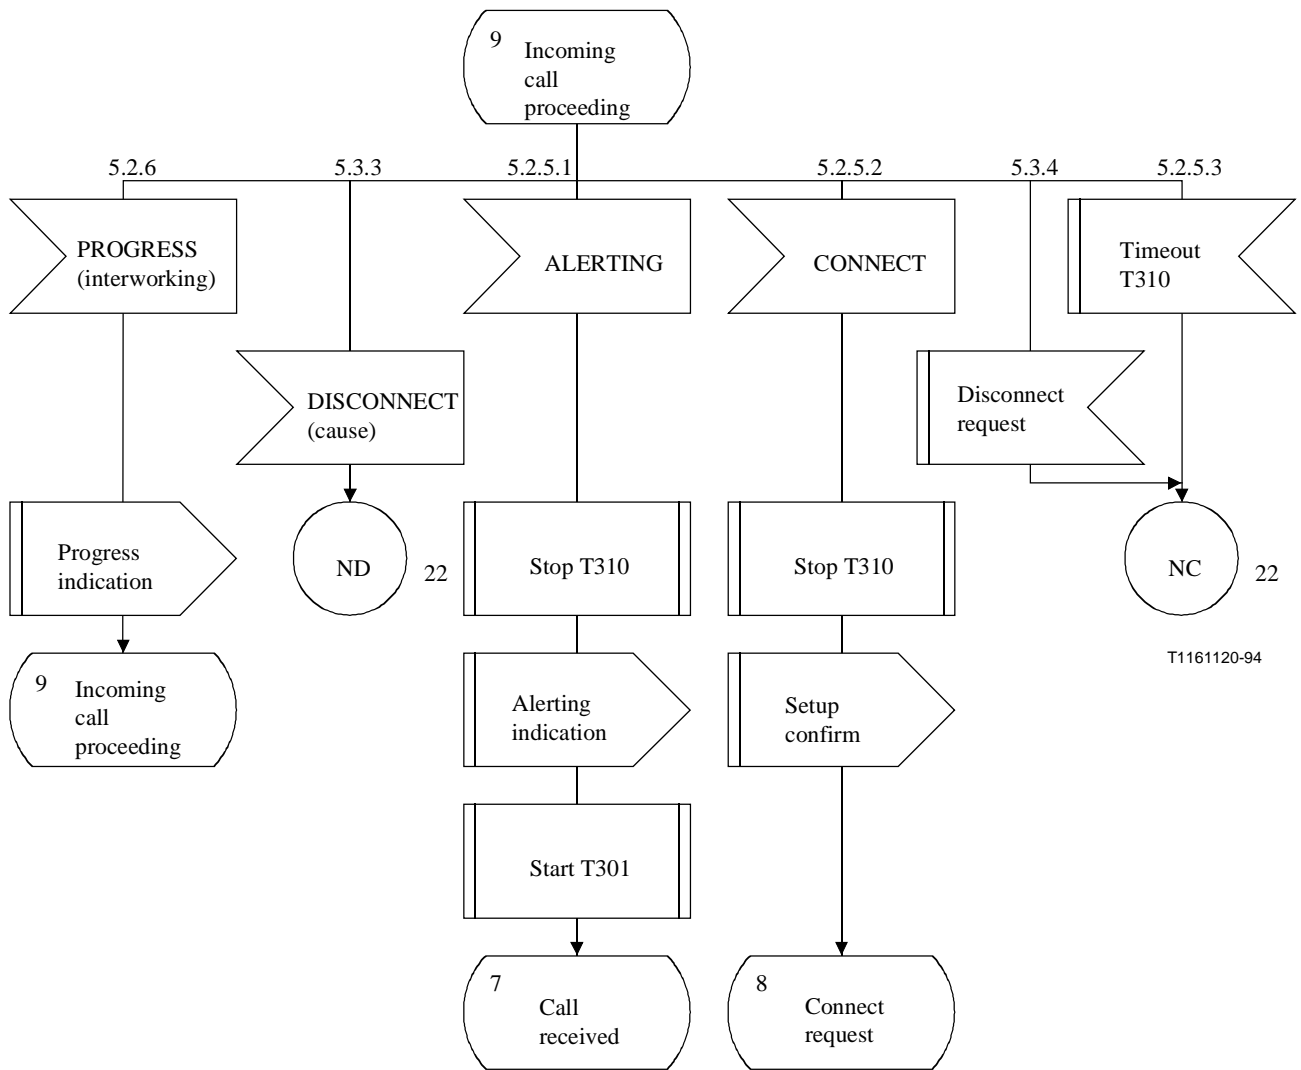 9
Incoming
call
proceeding
5.2.6
5.3.3
5.2.5.1
5.2.5.2
5.3.4
5.2.5.3
PROGRESS
(interworking)
ALERTING
CONNECT
Timeout
T310
DISCONNECT
(cause)
Disconnect
request
Progress
indication
ND
22
Stop T310
Stop T310
NC
22
T1161120-94
9
Incoming
call
proceeding
Alerting
indication
Setup
confirm
Start T301
7
Call
received
8
Connect
request